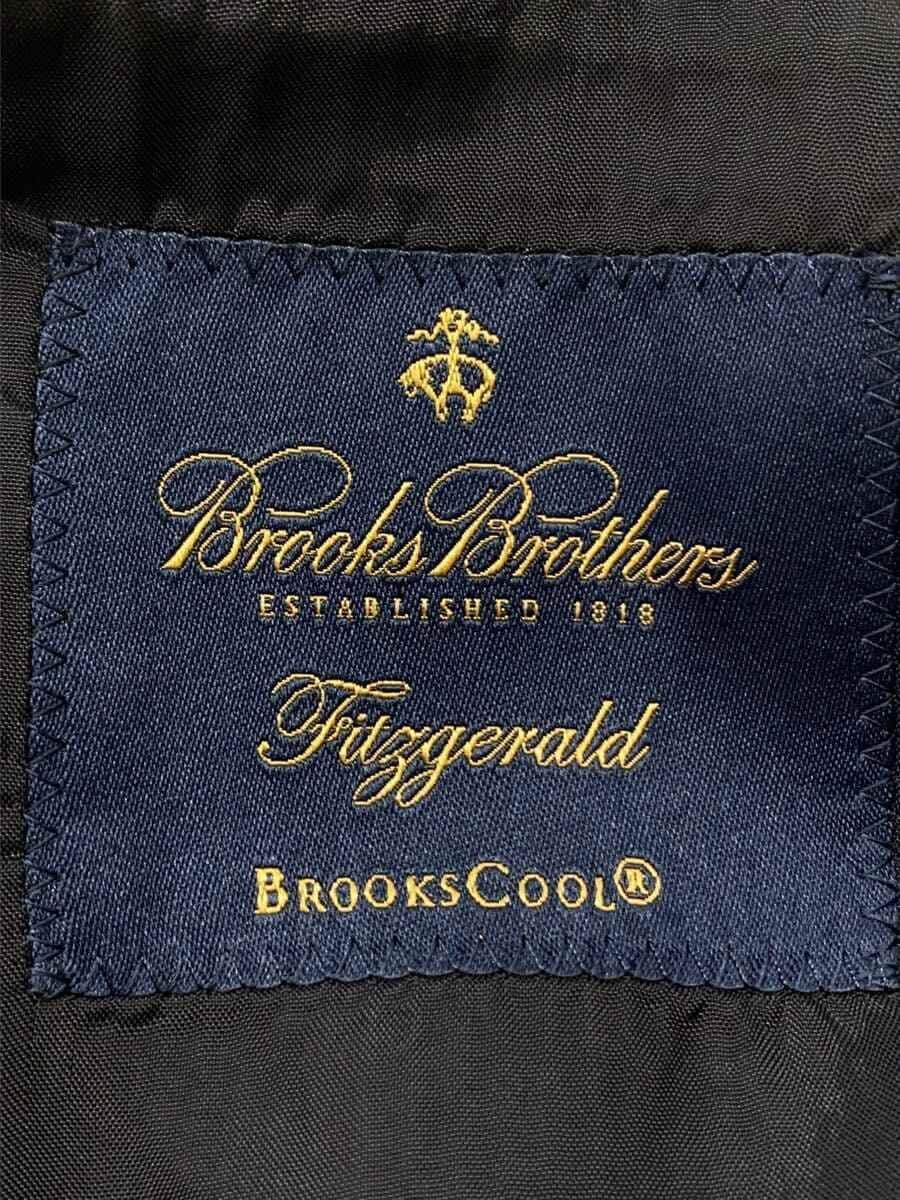 Brooks Brothers
ESTABLISHED 1818
Fitzgerald
BROOKSCOOL®